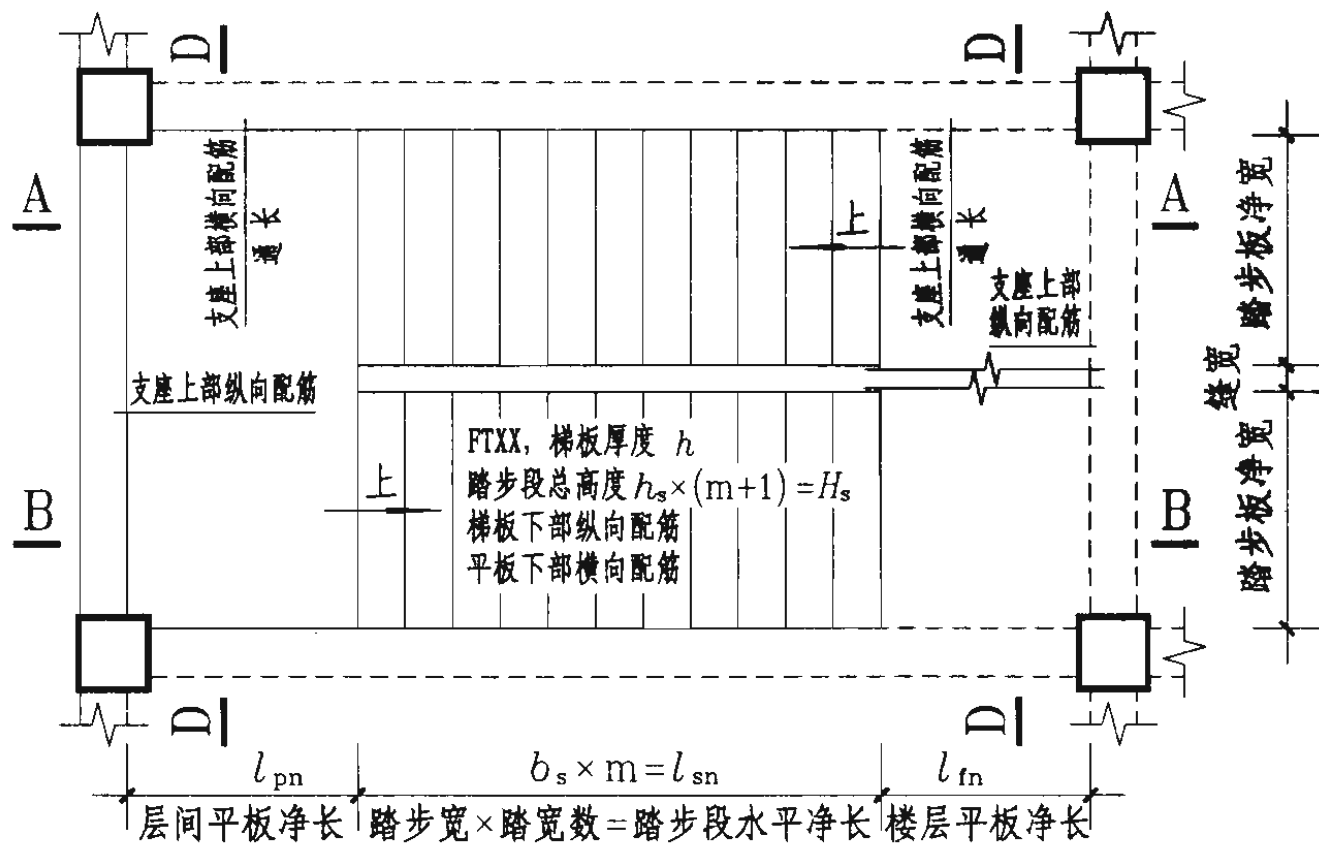 D
D
A
A
支座上部横向配筋
通长
上
支座上部横向配筋
通长
支座上部
纵向配筋
踏步板净宽
缝宽
踏步板净宽
支座上部纵向配筋
FTXX, 梯板厚度 h
踏步段总高度 hₛ×(m+1)=Hₛ
梯板下部纵向配筋
平板下部横向配筋
上
B
B
D
D
lpn
bₛ×m=lsn
lfn
层间平板净长
踏步宽×踏宽数=踏步段水平净长
楼层平板净长